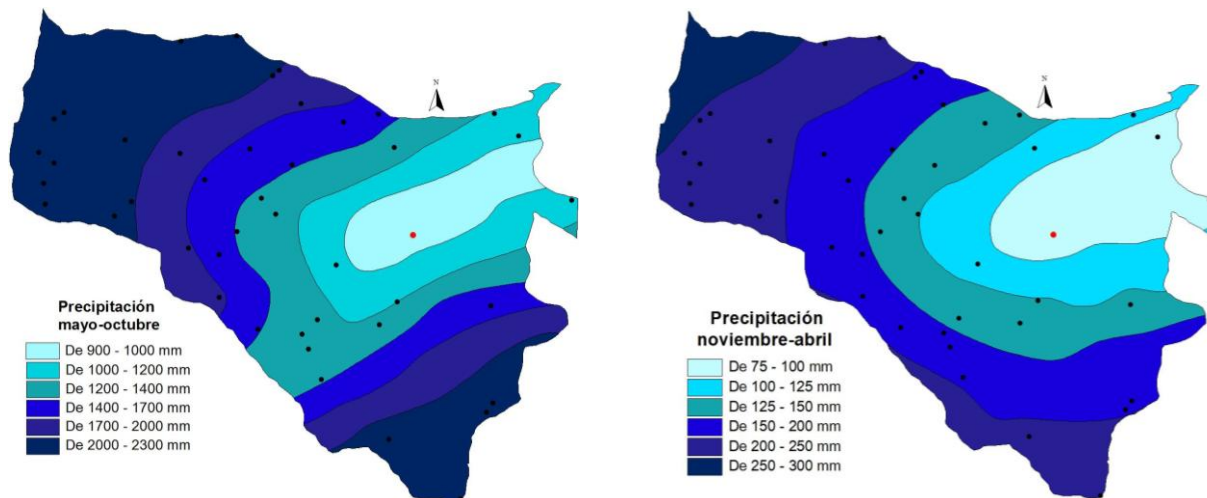 N
Precipitación
mayo-octubre
De 900 - 1000 mm
De 1000 - 1200 mm
De 1200 - 1400 mm
De 1400 - 1700 mm
De 1700 - 2000 mm
De 2000 - 2300 mm
N
Precipitación
noviembre-abril
De 75 - 100 mm
De 100 - 125 mm
De 125 - 150 mm
De 150 - 200 mm
De 200 - 250 mm
De 250 - 300 mm